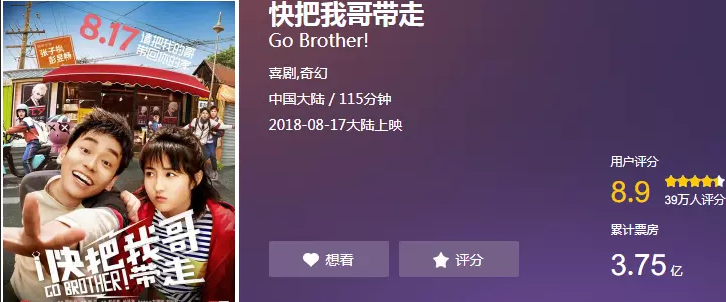 8.17
请把我的哥
带回你的家
张子枫
彭昱畅
快把我哥
带走
GO BROTHER!
快把我哥带走
Go Brother!
喜剧,奇幻
中国大陆 / 115分钟
2018-08-17大陆上映
用户评分
8.9
39万人评分
累计票房
3.75 亿
想看
评分